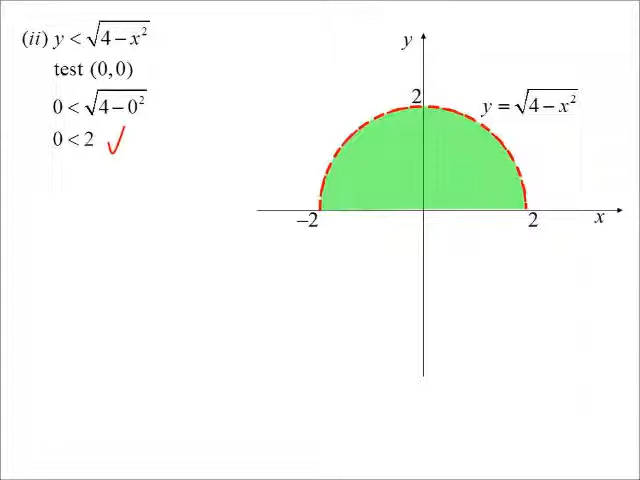 (ii) y < √(4 − x²)
test (0, 0)
0 < √(4 − 0²)
0 < 2 ✓
y
2
y = √(4 − x²)
−2
2
x